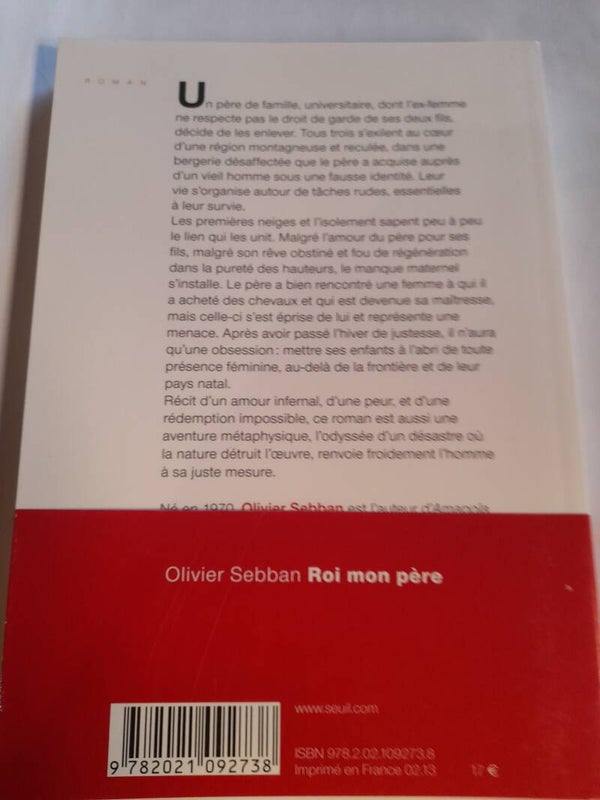 ROMAN
Un père de famille, universitaire, dont l'ex-femme
ne respecte pas le droit de garde de ses deux fils,
décide de les enlever. Tous trois s'exilent au cœur
d'une région montagneuse et reculée, dans une
bergerie désaffectée que le père a acquise auprès
d'un vieil homme sous une fausse identité. Leur
vie s'organise autour de tâches rudes, essentielles
à leur survie.
Les premières neiges et l'isolement sapent peu à peu
le lien qui les unit. Malgré l'amour du père pour ses
fils, malgré son rêve obstiné et fou de régénération
dans la pureté des hauteurs, le manque maternel
s'installe. Le père a bien rencontré une femme à qui il
a acheté des chevaux et qui est devenue sa maîtresse,
mais celle-ci s'est éprise de lui et représente une
menace. Après avoir passé l'hiver de justesse, il n'aura
qu'une obsession : mettre ses enfants à l'abri de toute
présence féminine, au-delà de la frontière et de leur
pays natal.
Récit d'un amour infernal, d'une peur, et d'une
rédemption impossible, ce roman est aussi une
aventure métaphysique, l'odyssée d'un désastre où
la nature détruit l'œuvre, renvoie froidement l'homme
à sa juste mesure.
Né en 1970, Olivier Sebban est l'auteur d'Amapola
Olivier Sebban Roi mon père
www.seuil.com
ISBN 978.2.02.109273.8
Imprimé en France 02.13 17 €
9 782021 092738